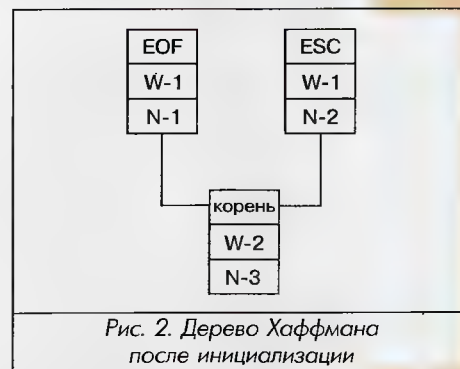 EOF ESC
W-1 W-1
N-1 N-2
корень
W-2
N-3
Рис. 2. Дерево Хаффмана
после инициализации